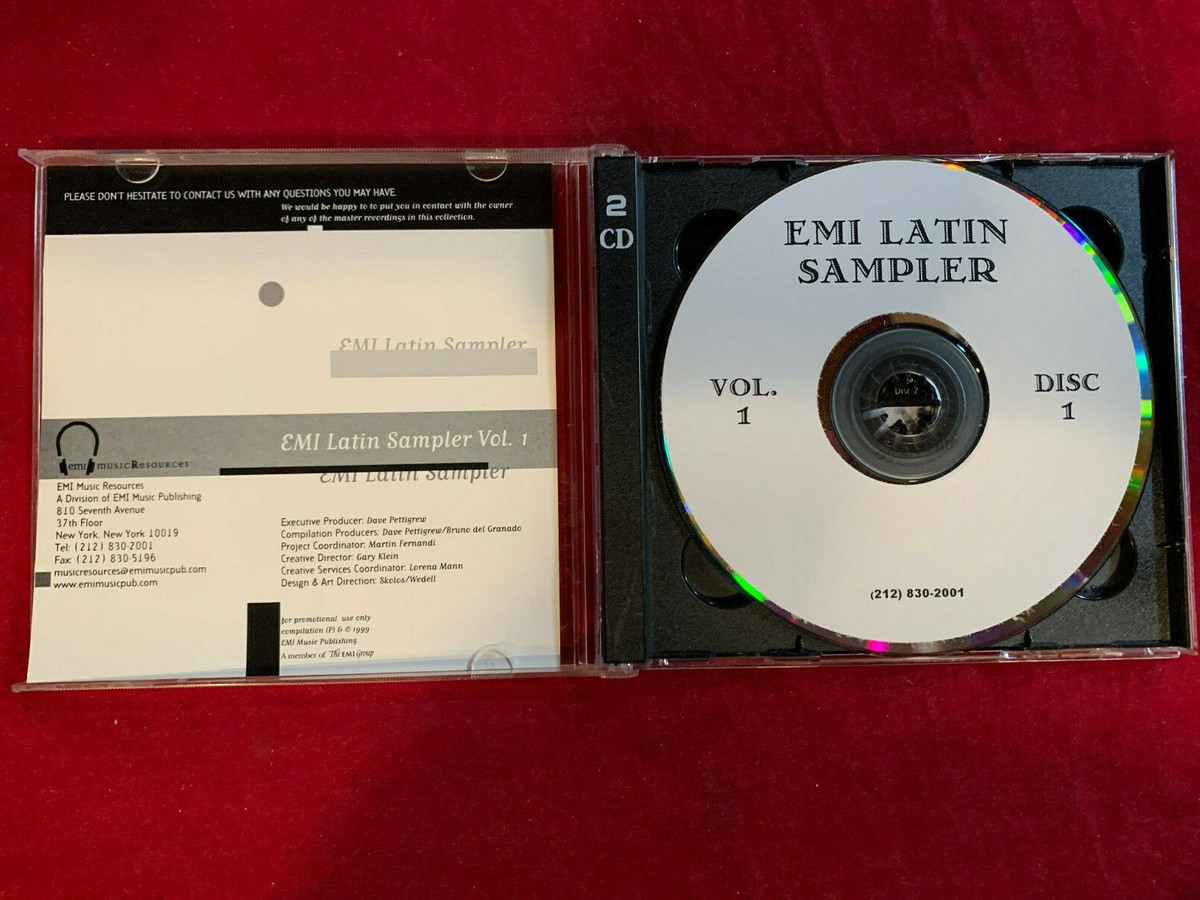 PLEASE DON'T HESITATE TO CONTACT US WITH ANY QUESTIONS YOU MAY HAVE.
We would be happy to to put you in contact with the owner
of any of the master recordings in this collection.
EMI Latin Sampler
EMI Latin Sampler Vol. 1
EMI Latin Sampler
emi musicResources
EMI Music Resources
A Division of EMI Music Publishing
810 Seventh Avenue
37th Floor
New York, New York 10019
Tel: (212) 830-2001
Fax: (212) 830-5196
musicresources@emimusicpub.com
www.emimusicpub.com
Executive Producer: Dave Pettigrew
Compilation Producers: Dave Pettigrew/Bruno del Granado
Project Coordinator: Martin Fernandi
Creative Director: Gary Klein
Creative Services Coordinator: Lorena Mann
Design & Art Direction: Skolos/Wedell
for promotional use only
compilation (P) & © 1999
EMI Music Publishing
A member of The EMI Group
2
CD
EMI LATIN
SAMPLER
VOL.
1
DISC
1
Disc 2
(212) 830-2001